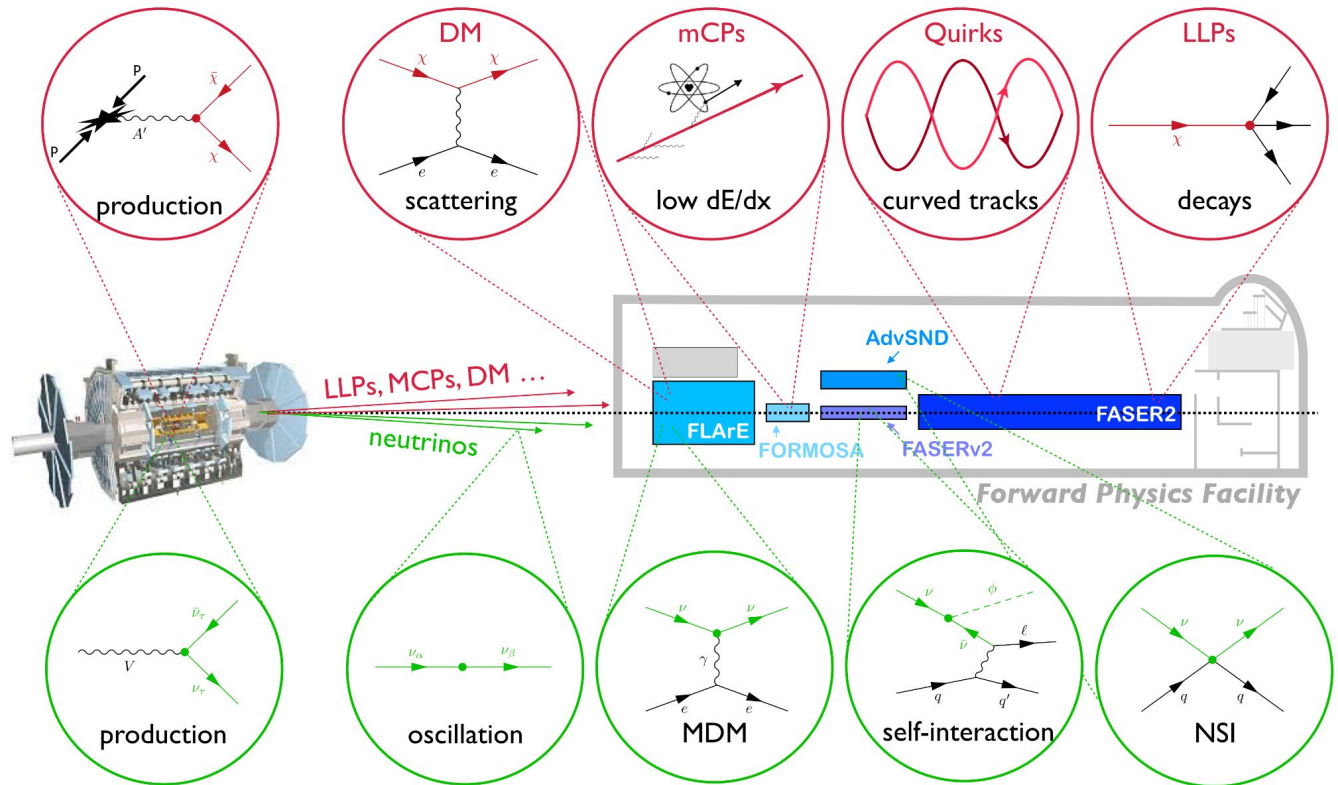 DM
mCPs
Quirks
LLPs
P
P
A′
χ̄
χ
production
χ
χ
e
e
scattering
low dE/dx
curved tracks
χ
decays
LLPs, MCPs, DM ...
neutrinos
AdvSND
FLArE
FORMOSA
FASERν2
FASER2
Forward Physics Facility
V
ν̄τ
ντ
production
να
νβ
oscillation
ν
ν
γ
e
e
MDM
ν
ϕ
ν̄
ℓ
q
q′
self-interaction
ν
ν
q
q
NSI